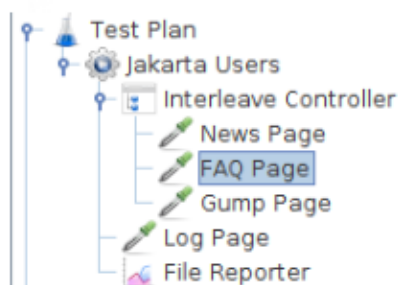 Test Plan
Jakarta Users
Interleave Controller
News Page
FAQ Page
Gump Page
Log Page
File Reporter